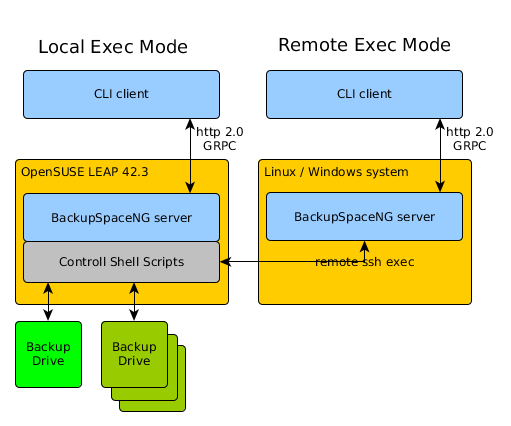 Local Exec Mode
Remote Exec Mode
CLI client
CLI client
http 2.0
GRPC
http 2.0
GRPC
OpenSUSE LEAP 42.3
Linux / Windows system
BackupSpaceNG server
BackupSpaceNG server
Controll Shell Scripts
remote ssh exec
Backup
Drive
Backup
Drive